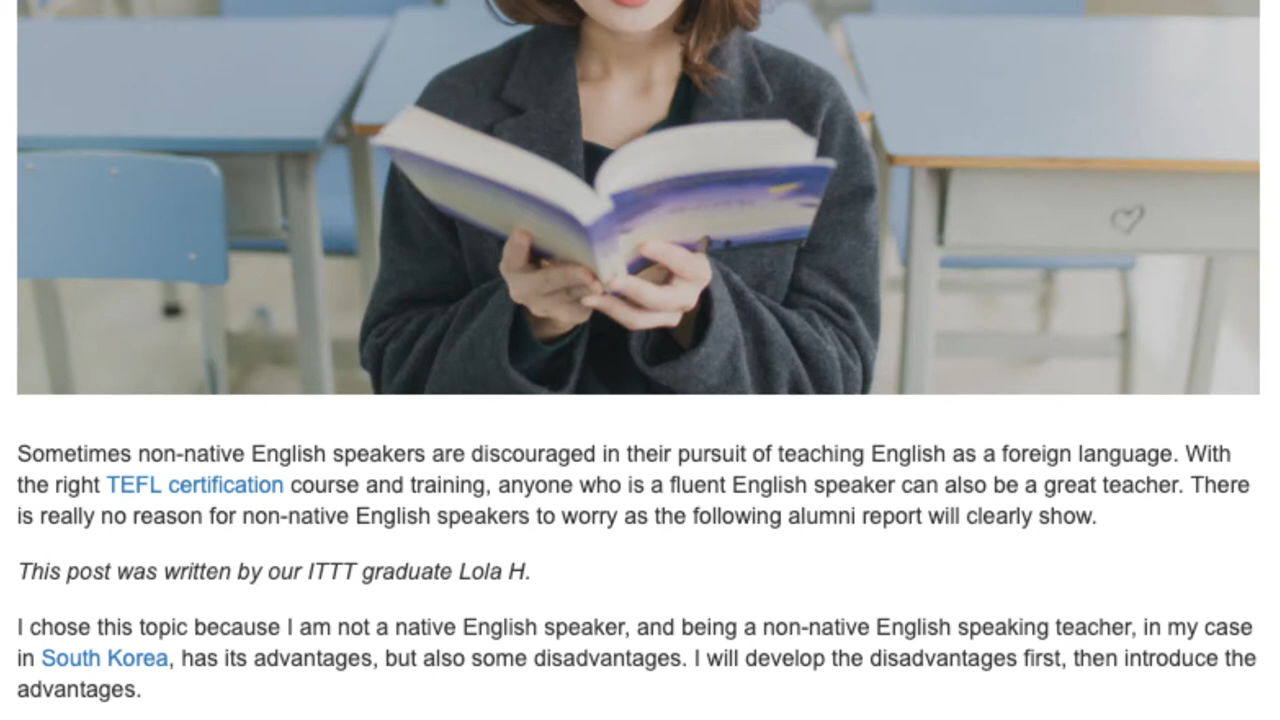 Sometimes non-native English speakers are discouraged in their pursuit of teaching English as a foreign language. With
the right TEFL certification course and training, anyone who is a fluent English speaker can also be a great teacher. There
is really no reason for non-native English speakers to worry as the following alumni report will clearly show.
This post was written by our ITTT graduate Lola H.
I chose this topic because I am not a native English speaker, and being a non-native English speaking teacher, in my case
in South Korea, has its advantages, but also some disadvantages. I will develop the disadvantages first, then introduce the
advantages.